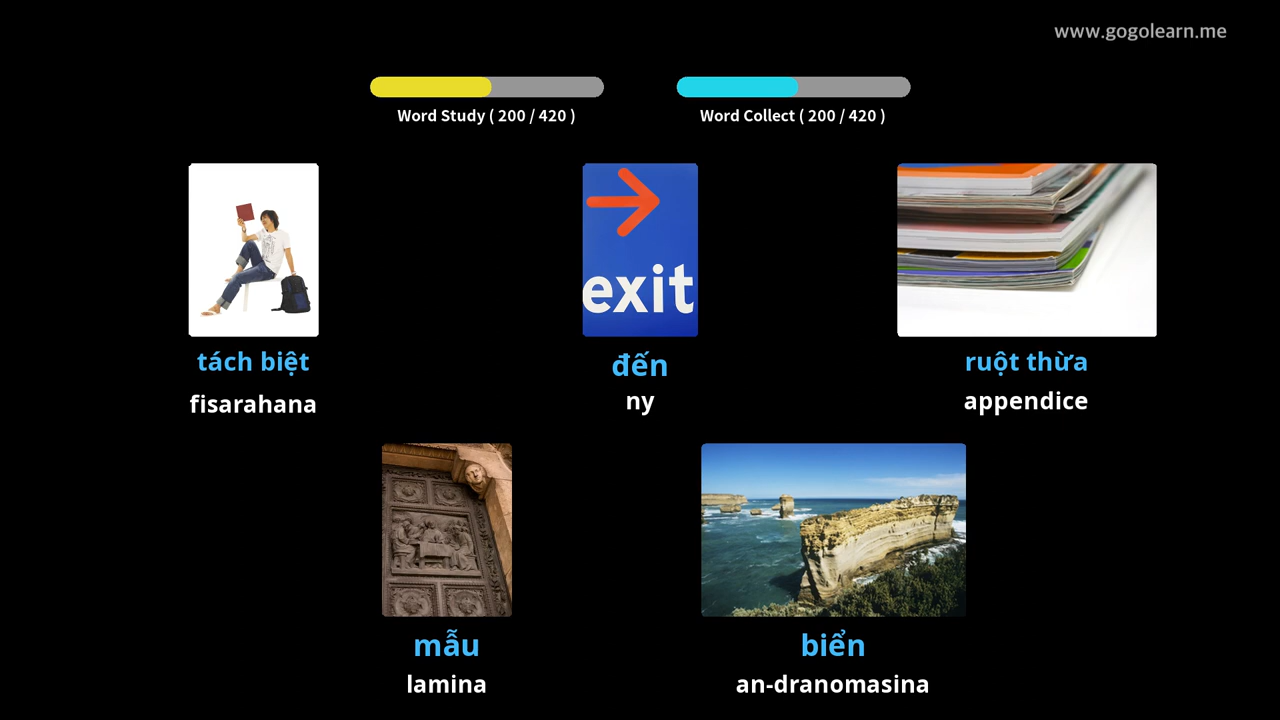 www.gogolearn.me
Word Study ( 200 / 420 )
Word Collect ( 200 / 420 )
exit
tách biệt
fisarahana
đến
ny
ruột thừa
appendice
mẫu
lamina
biển
an-dranomasina